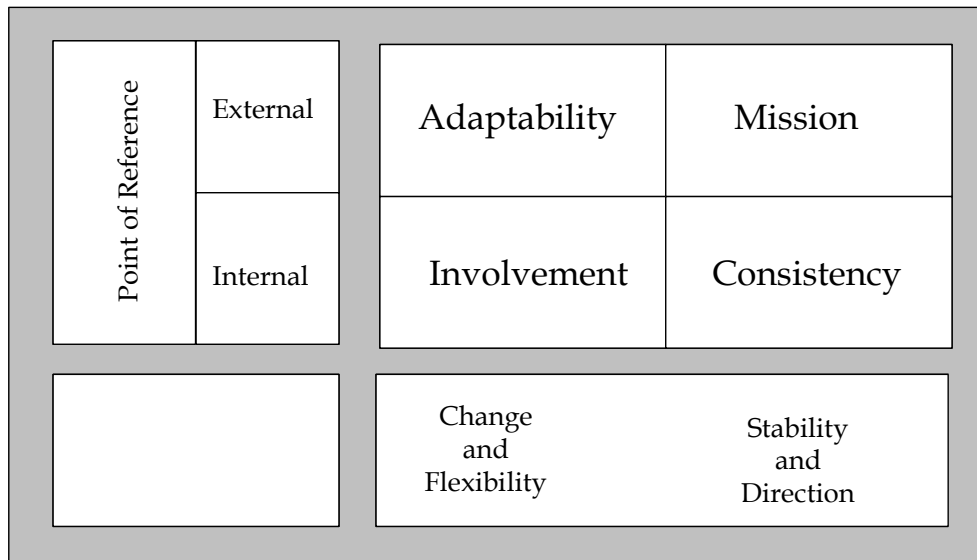 Point of Reference
External
Internal
Adaptability
Mission
Involvement
Consistency
Change
and
Flexibility
Stability
and
Direction